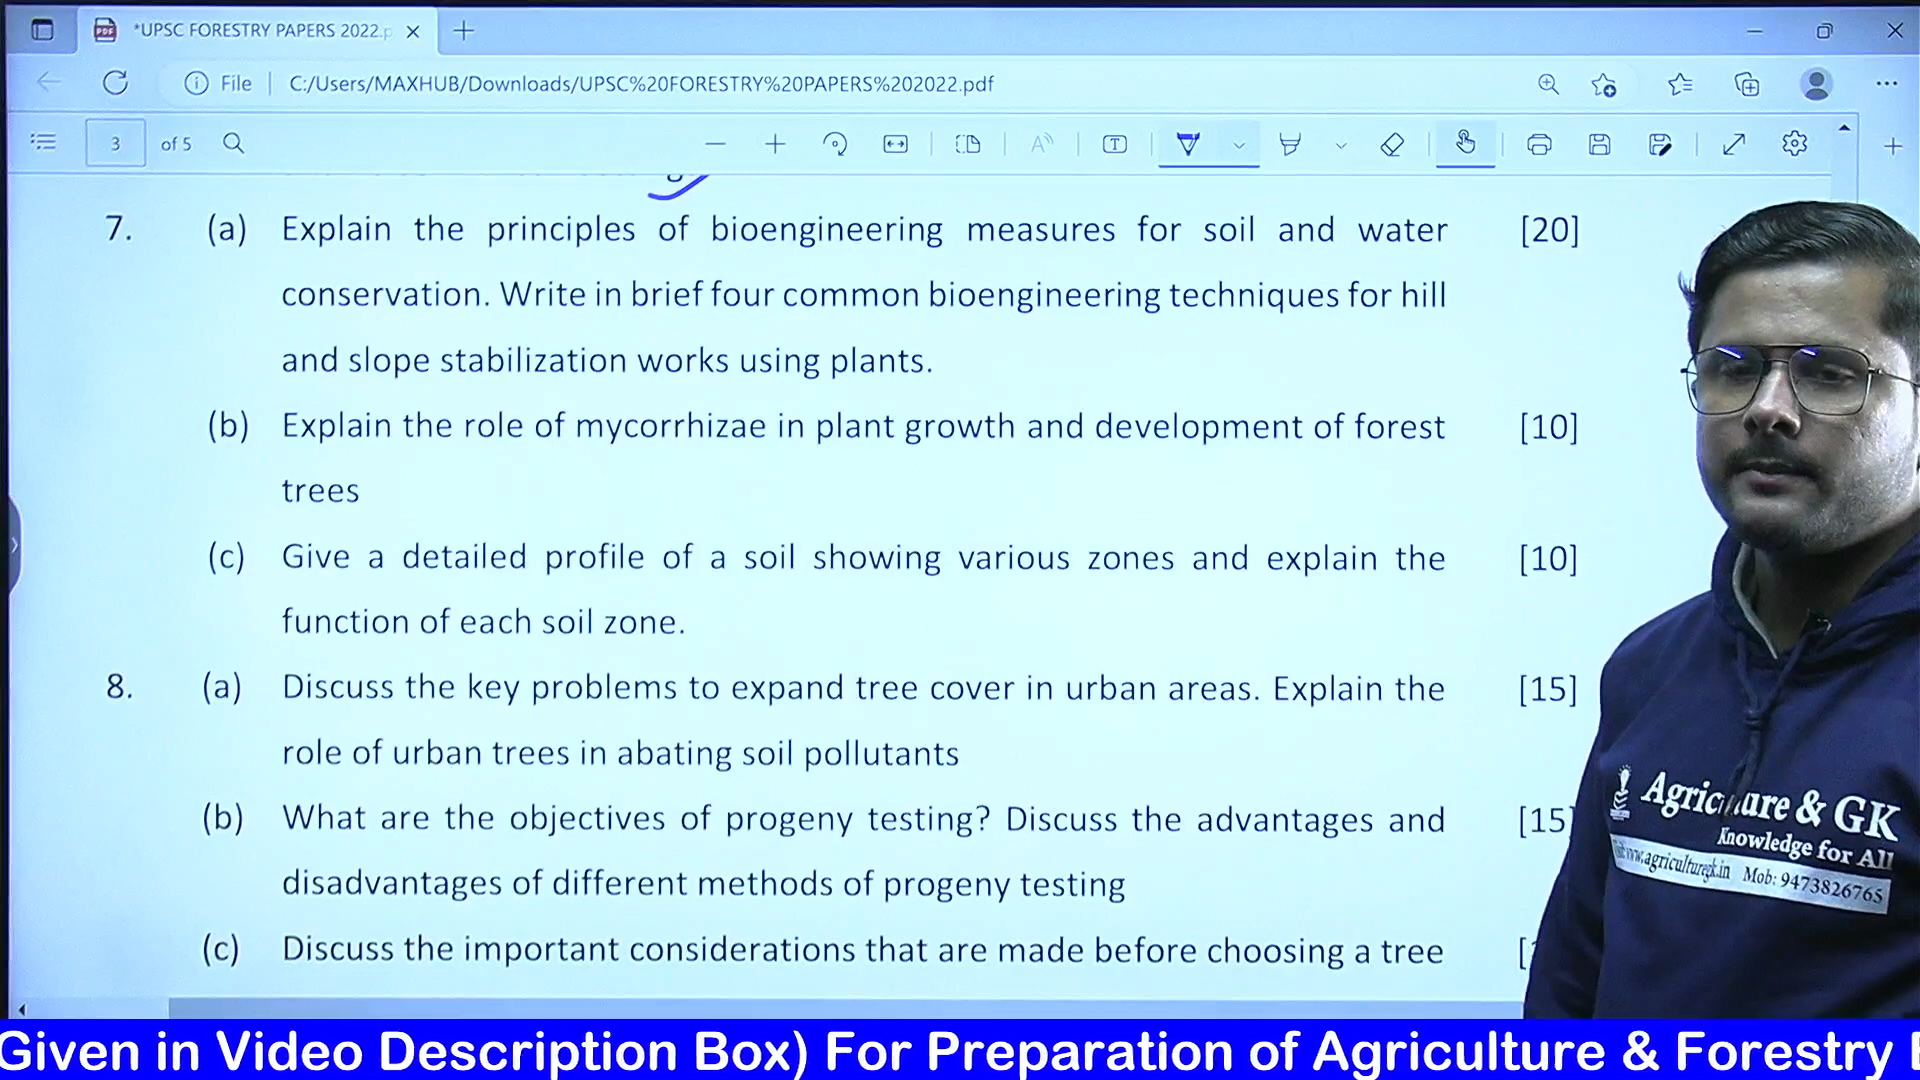 *UPSC FORESTRY PAPERS 2022.p
File
C:/Users/MAXHUB/Downloads/UPSC%20FORESTRY%20PAPERS%202022.pdf
3 of 5
7. (a) Explain the principles of bioengineering measures for soil and water [20]
conservation. Write in brief four common bioengineering techniques for hill
and slope stabilization works using plants.
(b) Explain the role of mycorrhizae in plant growth and development of forest [10]
trees
(c) Give a detailed profile of a soil showing various zones and explain the [10]
function of each soil zone.
8. (a) Discuss the key problems to expand tree cover in urban areas. Explain the [15]
role of urban trees in abating soil pollutants
(b) What are the objectives of progeny testing? Discuss the advantages and [15]
disadvantages of different methods of progeny testing
(c) Discuss the important considerations that are made before choosing a tree [
Agriculture & GK
Knowledge for All
www.agriculturegk.in Mob: 9473826765
Given in Video Description Box) For Preparation of Agriculture & Forestry